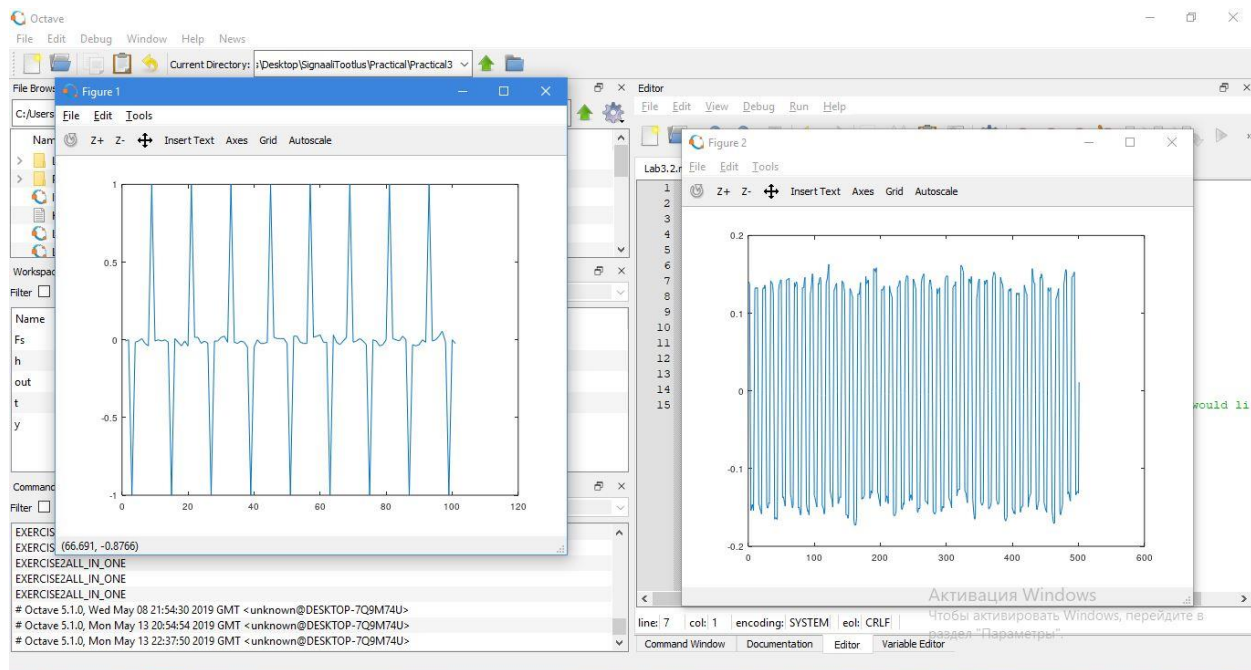 Octave
File Edit Debug Window Help News
Current Directory: s\Desktop\SignaaliTootlus\Practical\Practical3
File Brows
C:/Users
Nam
Workspac
Filter
Name
Fs
h
out
t
y
Command
Filter
EXERCIS
EXERCIS
EXERCISE2ALL_IN_ONE
EXERCISE2ALL_IN_ONE
EXERCISE2ALL_IN_ONE
# Octave 5.1.0, Wed May 08 21:54:30 2019 GMT <unknown@DESKTOP-7Q9M74U>
# Octave 5.1.0, Mon May 13 20:54:54 2019 GMT <unknown@DESKTOP-7Q9M74U>
# Octave 5.1.0, Mon May 13 22:37:50 2019 GMT <unknown@DESKTOP-7Q9M74U>
Figure 1
File Edit Tools
Z+ Z- Insert Text Axes Grid Autoscale
1
0.5
0
-0.5
-1
0 20 40 60 80 100 120
(66.691, -0.8766)
Editor
File Edit View Debug Run Help
Lab3.2.r
1
2
3
4
5
6
7
8
9
10
11
12
13
14
15
would li
Figure 2
File Edit Tools
Z+ Z- Insert Text Axes Grid Autoscale
0.2
0.1
0
-0.1
-0.2
0 100 200 300 400 500 600
Активация Windows
Чтобы активировать Windows, перейдите в
раздел "Параметры".
line: 7 col: 1 encoding: SYSTEM eol: CRLF
Command Window Documentation Editor Variable Editor